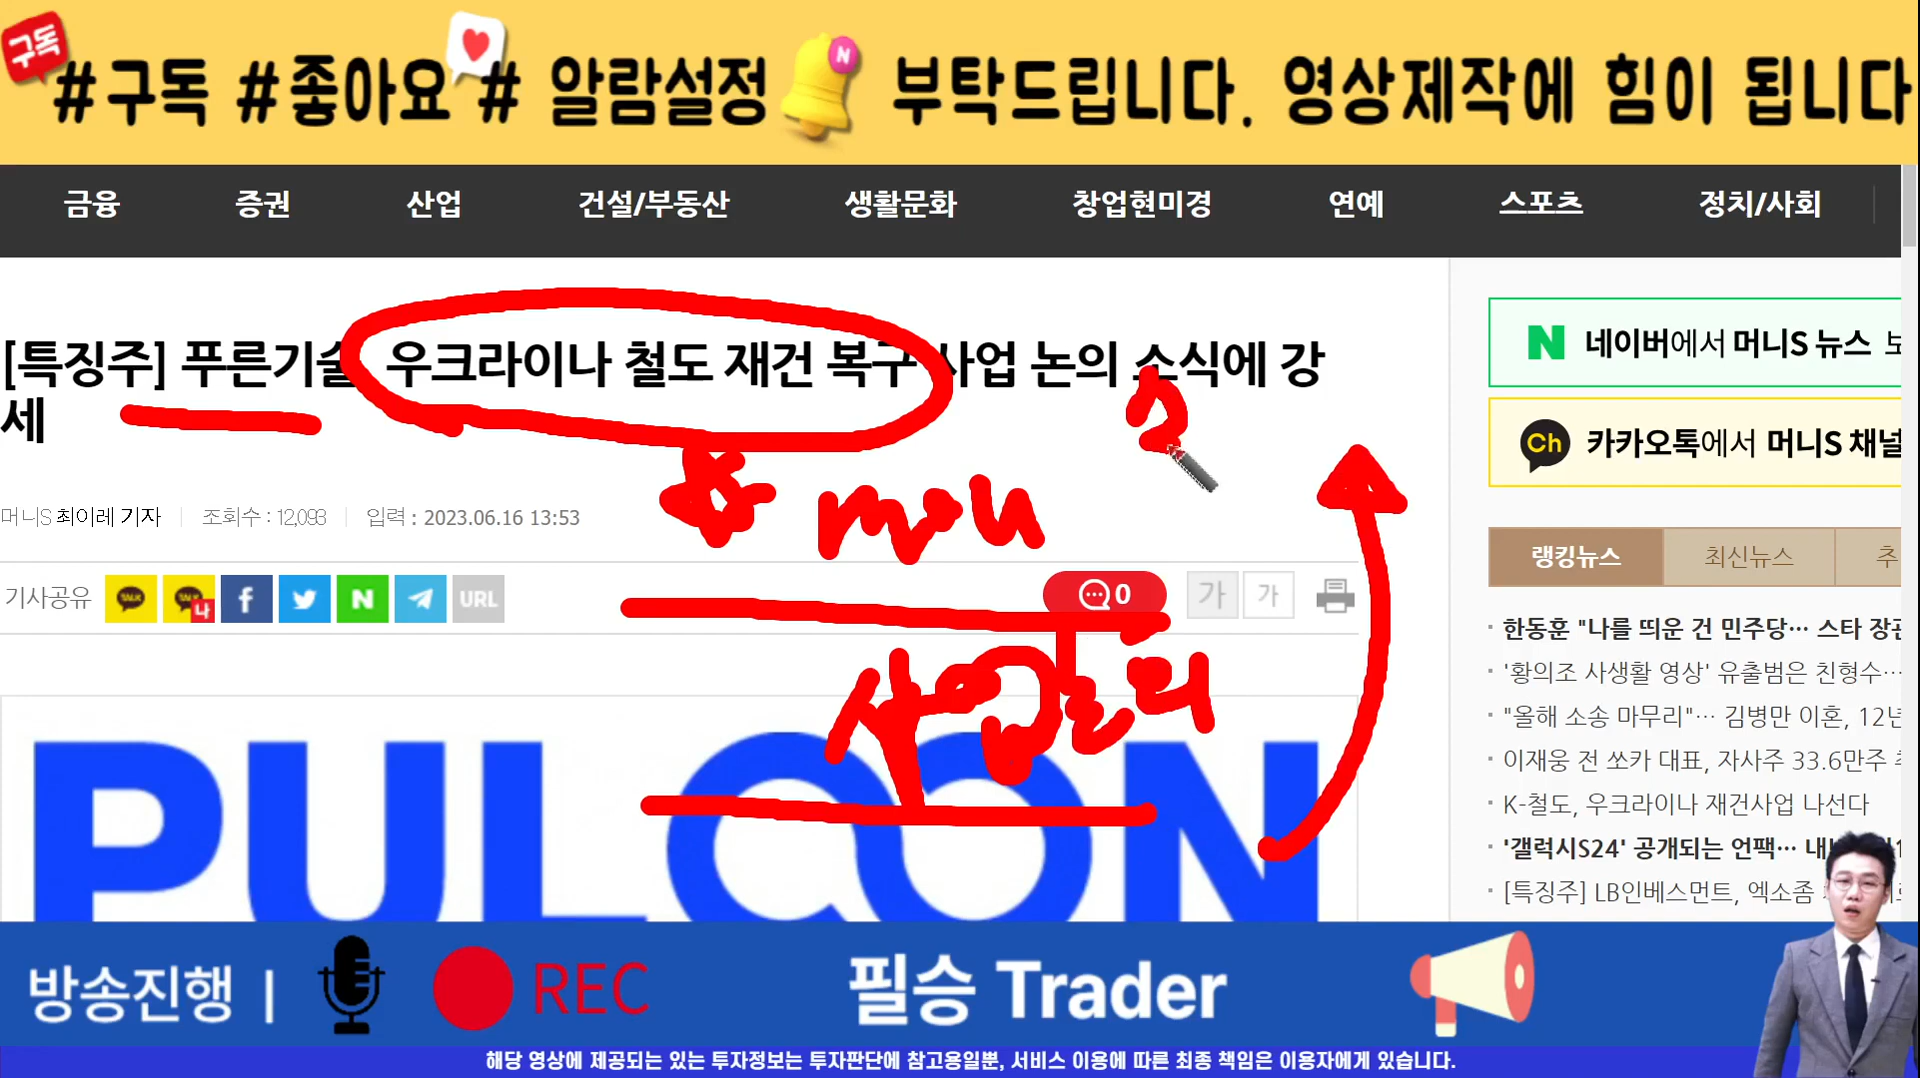 구독
#구독 #좋아요 # 알람설정 N 부탁드립니다. 영상제작에 힘이 됩니다
금융 증권 산업 건설/부동산 생활문화 창업현미경 연예 스포츠 정치/사회
[특징주] 푸른기술 우크라이나 철도 재건 복구 사업 논의 소식에 강
세
머니S 최이레 기자 조회수 : 12,093 입력 : 2023.06.16 13:53
mou
기사공유 TALK 나 f N URL 0 가 가
사업
N 네이버에서 머니S 뉴스
Ch 카카오톡에서 머니S 채널
랭킹뉴스 최신뉴스 추
· 한동훈 "나를 띄운 건 민주당… 스타 장관
· '황의조 사생활 영상' 유출범은 친형수…
· "올해 소송 마무리"… 김병만 이혼, 12년
· 이재웅 전 쏘카 대표, 자사주 33.6만주
· K-철도, 우크라이나 재건사업 나선다
· '갤럭시S24' 공개되는 언팩…
· [특징주] LB인베스먼트, 엑소좀
PULOON
방송진행 | REC 필승 Trader
해당 영상에 제공되는 있는 투자정보는 투자판단에 참고용일뿐, 서비스 이용에 따른 최종 책임은 이용자에게 있습니다.